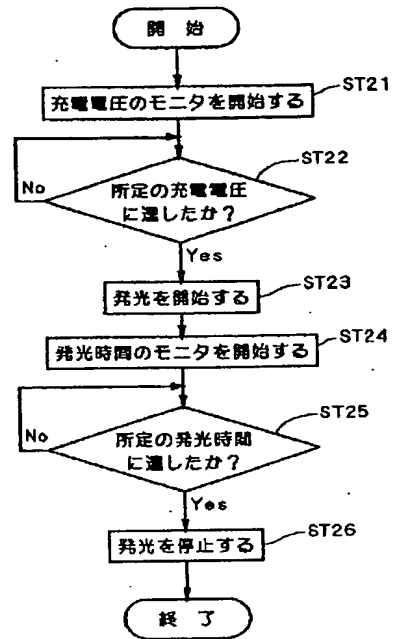 開始
充電電圧のモニタを開始する
ST21
ST22
所定の充電電圧
に達したか?
No
Yes
発光を開始する
ST23
発光時間のモニタを開始する
ST24
ST25
所定の発光時間
に達したか?
No
Yes
発光を停止する
ST26
終了